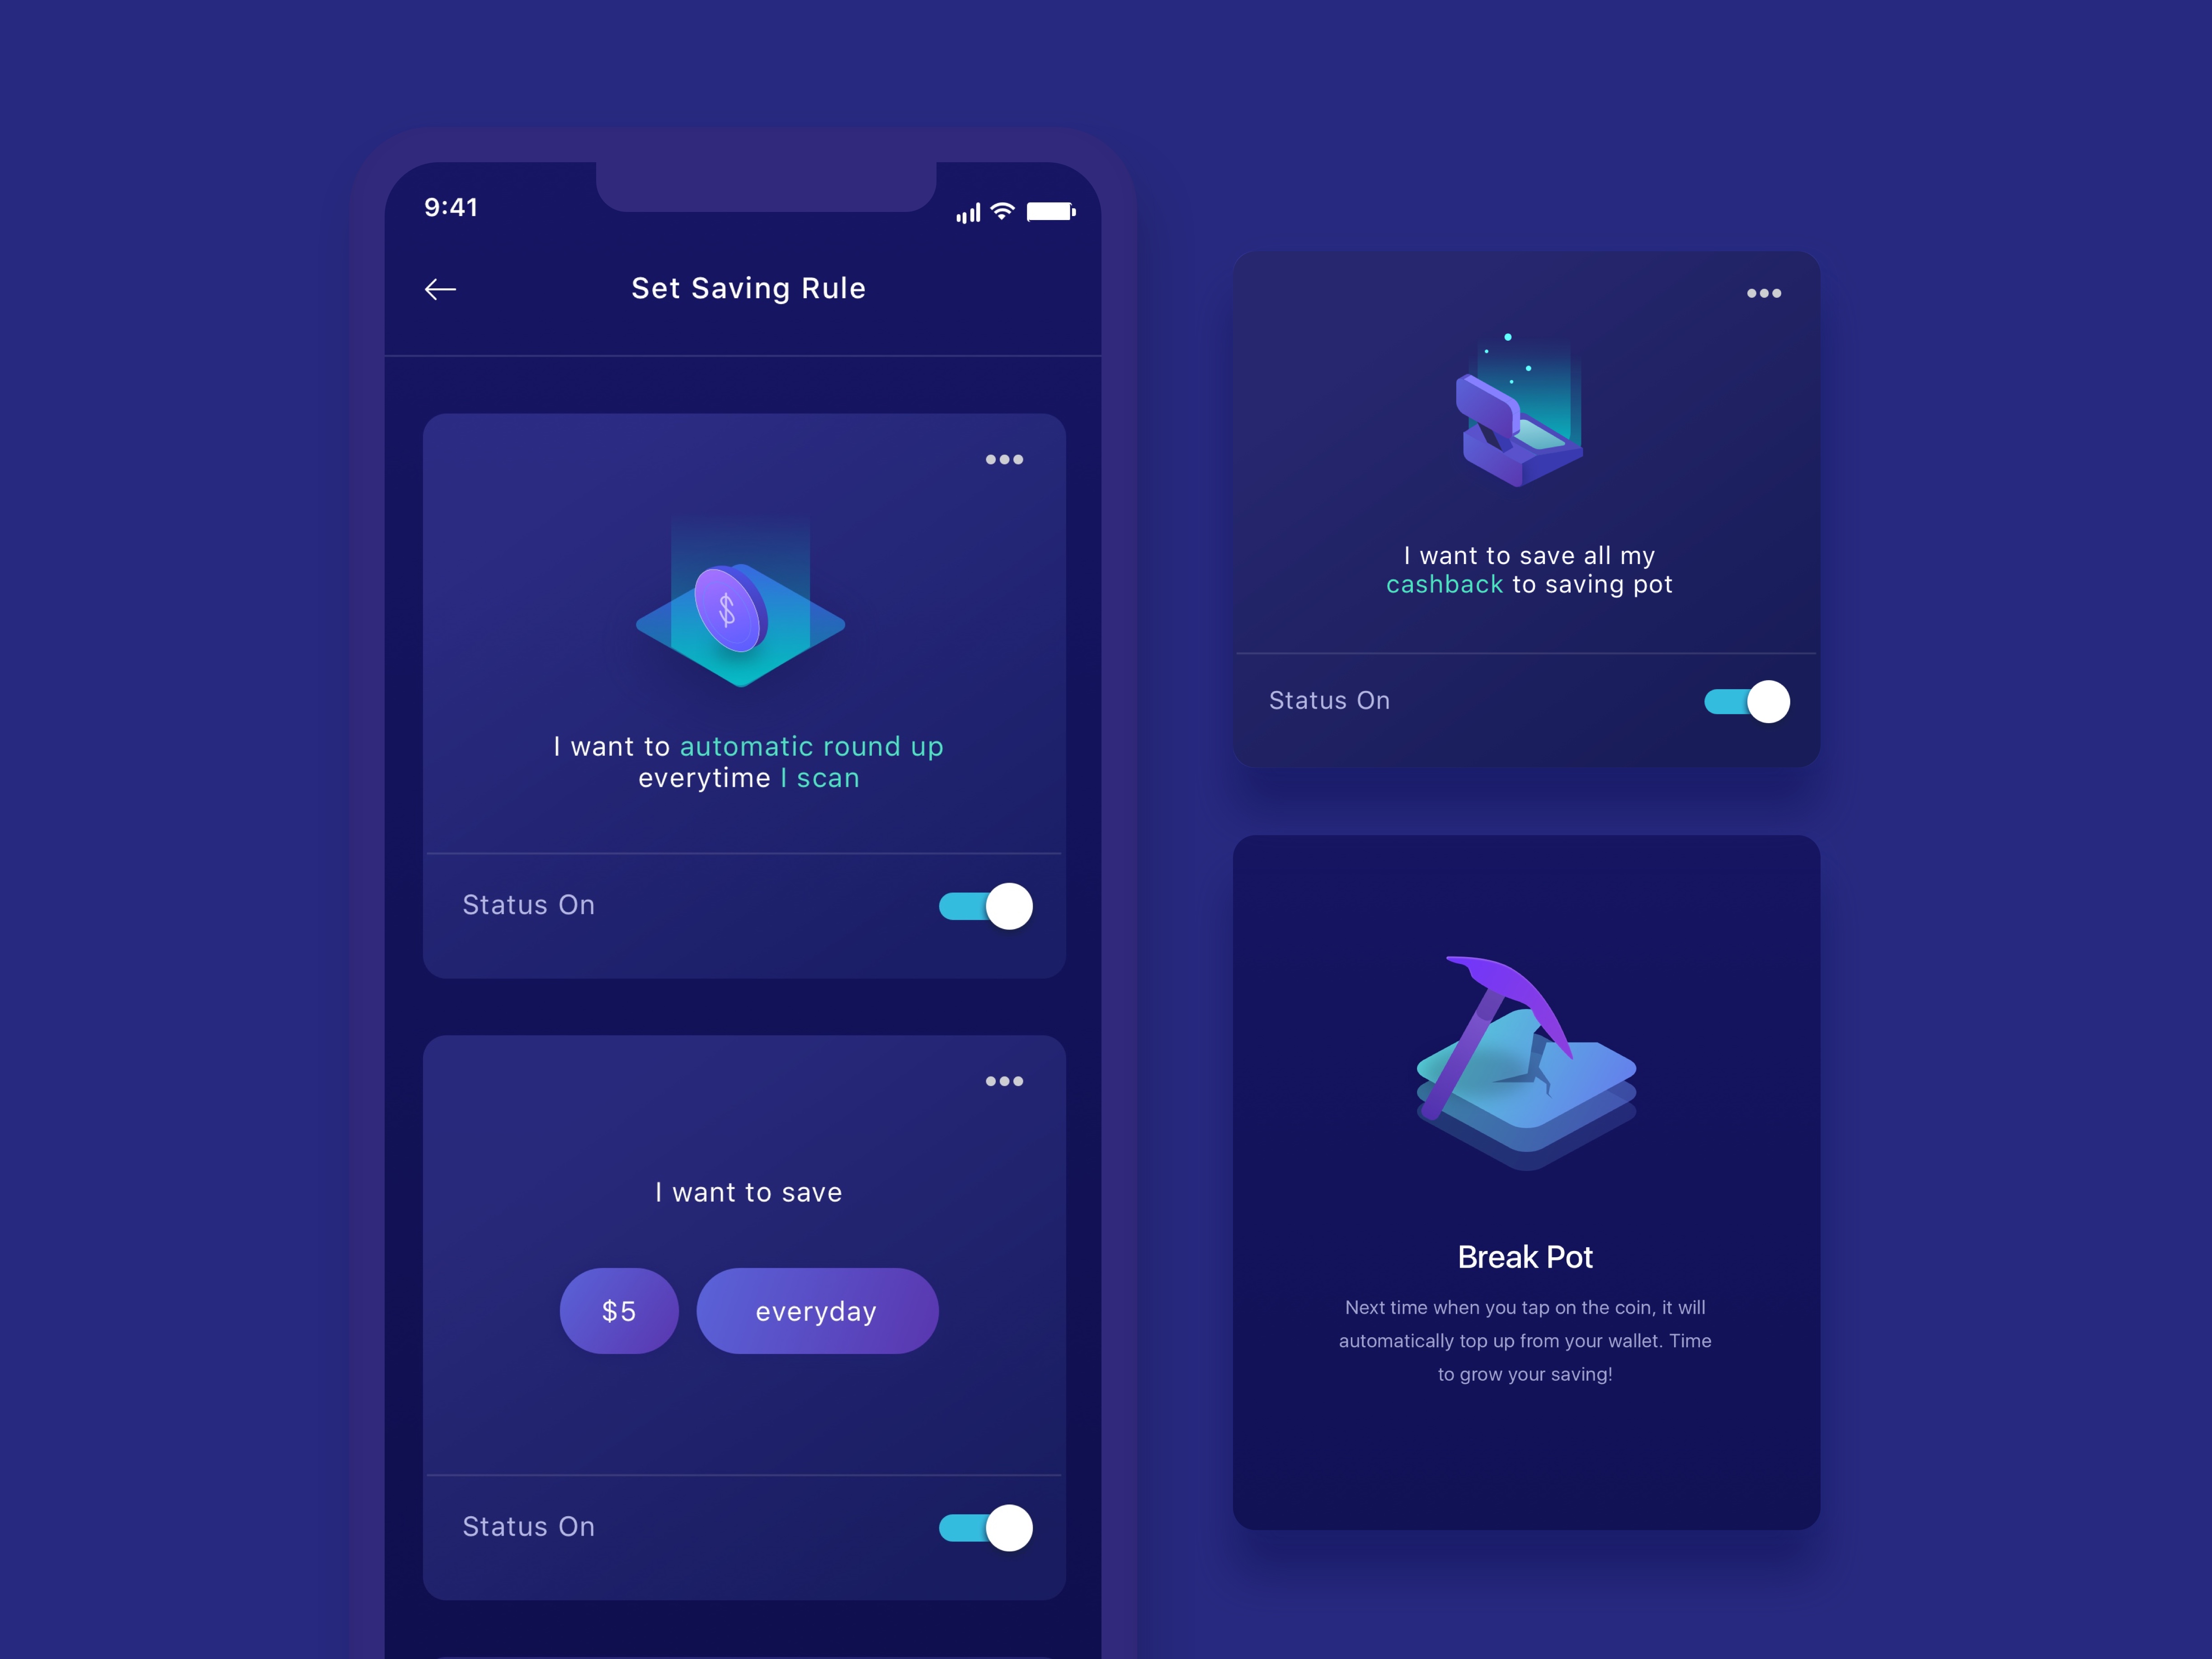 9:41
Set Saving Rule
$
I want to automatic round up
everytime I scan
Status On
I want to save
$5
everyday
Status On
I want to save all my
cashback to saving pot
Status On
Break Pot
Next time when you tap on the coin, it will
automatically top up from your wallet. Time
to grow your saving!